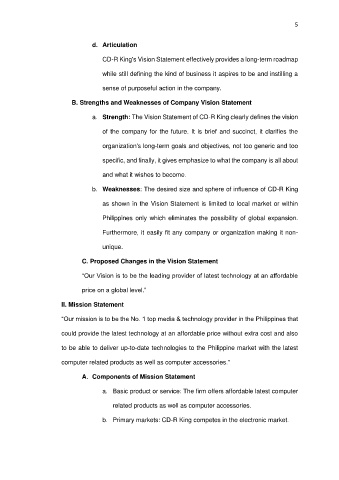 5
d. Articulation
CD-R King's Vision Statement effectively provides a long-term roadmap
while still defining the kind of business it aspires to be and instilling a
sense of purposeful action in the company.
B. Strengths and Weaknesses of Company Vision Statement
a. Strength: The Vision Statement of CD-R King clearly defines the vision
of the company for the future. It is brief and succinct, it clarifies the
organization's long-term goals and objectives, not too generic and too
specific, and finally, it gives emphasize to what the company is all about
and what it wishes to become.
b. Weaknesses: The desired size and sphere of influence of CD-R King
as shown in the Vision Statement is limited to local market or within
Philippines only which eliminates the possibility of global expansion.
Furthermore, it easily fit any company or organization making it non-
unique.
C. Proposed Changes in the Vision Statement
"Our Vision is to be the leading provider of latest technology at an affordable
price on a global level."
II. Mission Statement
"Our mission is to be the No. 1 top media & technology provider in the Philippines that
could provide the latest technology at an affordable price without extra cost and also
to be able to deliver up-to-date technologies to the Philippine market with the latest
computer related products as well as computer accessories."
A. Components of Mission Statement
a. Basic product or service: The firm offers affordable latest computer
related products as well as computer accessories.
b. Primary markets: CD-R King competes in the electronic market.